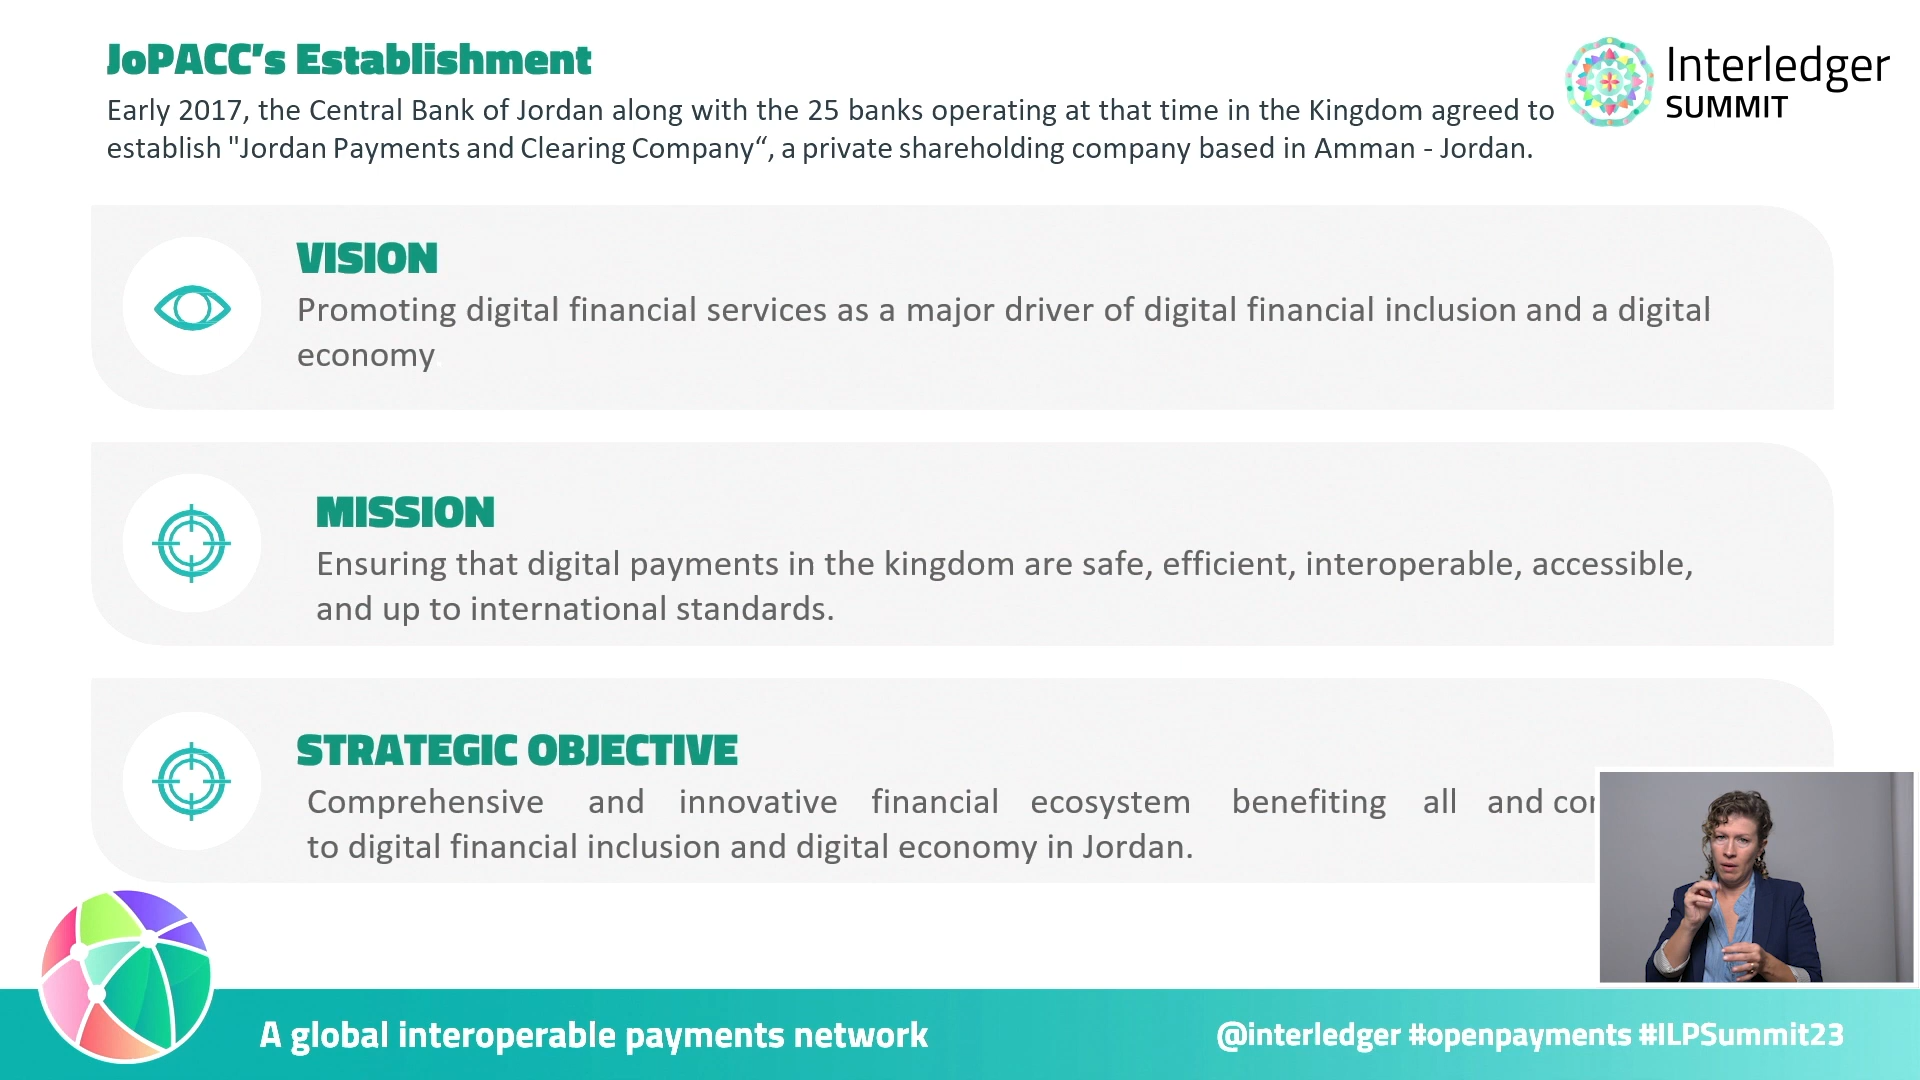 JoPACC's Establishment
Early 2017, the Central Bank of Jordan along with the 25 banks operating at that time in the Kingdom agreed to
establish "Jordan Payments and Clearing Company“, a private shareholding company based in Amman - Jordan.
Interledger
SUMMIT
VISION
Promoting digital financial services as a major driver of digital financial inclusion and a digital
economy
MISSION
Ensuring that digital payments in the kingdom are safe, efficient, interoperable, accessible,
and up to international standards.
STRATEGIC OBJECTIVE
Comprehensive and innovative financial ecosystem benefiting all and
to digital financial inclusion and digital economy in Jordan.
A global interoperable payments network
@interledger #openpayments #ILPSummit23